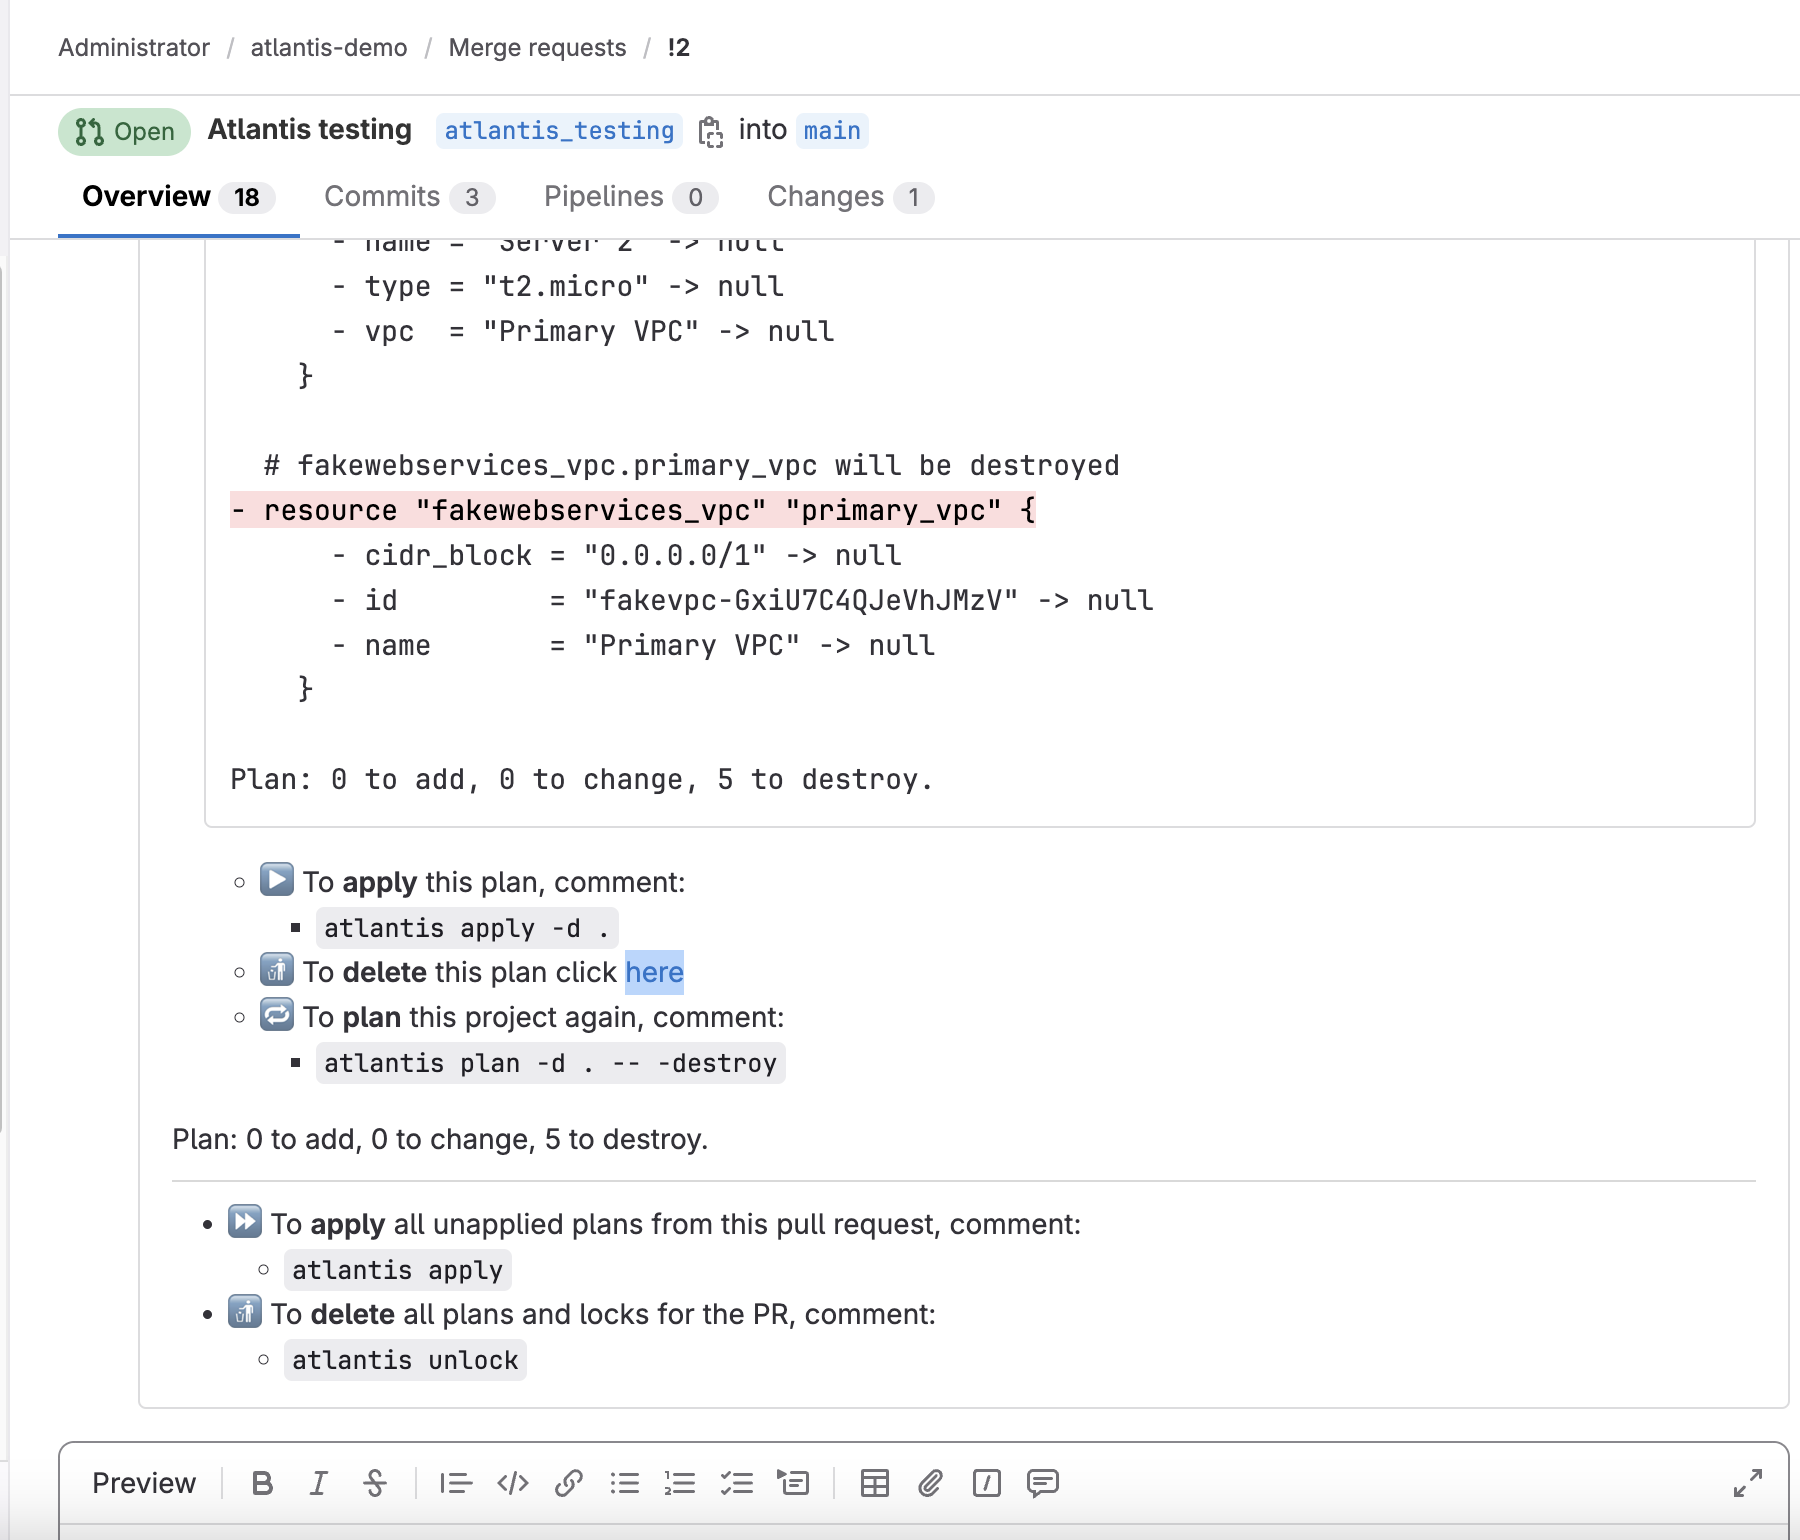 Administrator / atlantis-demo / Merge requests / !2
Open Atlantis testing atlantis_testing into main
Overview 18 Commits 3 Pipelines 0 Changes 1
- name = "Server 2" -> null
- type = "t2.micro" -> null
- vpc  = "Primary VPC" -> null
}
# fakewebservices_vpc.primary_vpc will be destroyed
- resource "fakewebservices_vpc" "primary_vpc" {
- cidr_block = "0.0.0.0/1" -> null
- id         = "fakevpc-GxiU7C4QJeVhJMzV" -> null
- name       = "Primary VPC" -> null
}
Plan: 0 to add, 0 to change, 5 to destroy.
To apply this plan, comment:
atlantis apply -d .
To delete this plan click here
To plan this project again, comment:
atlantis plan -d . -- -destroy
Plan: 0 to add, 0 to change, 5 to destroy.
To apply all unapplied plans from this pull request, comment:
atlantis apply
To delete all plans and locks for the PR, comment:
atlantis unlock
Preview